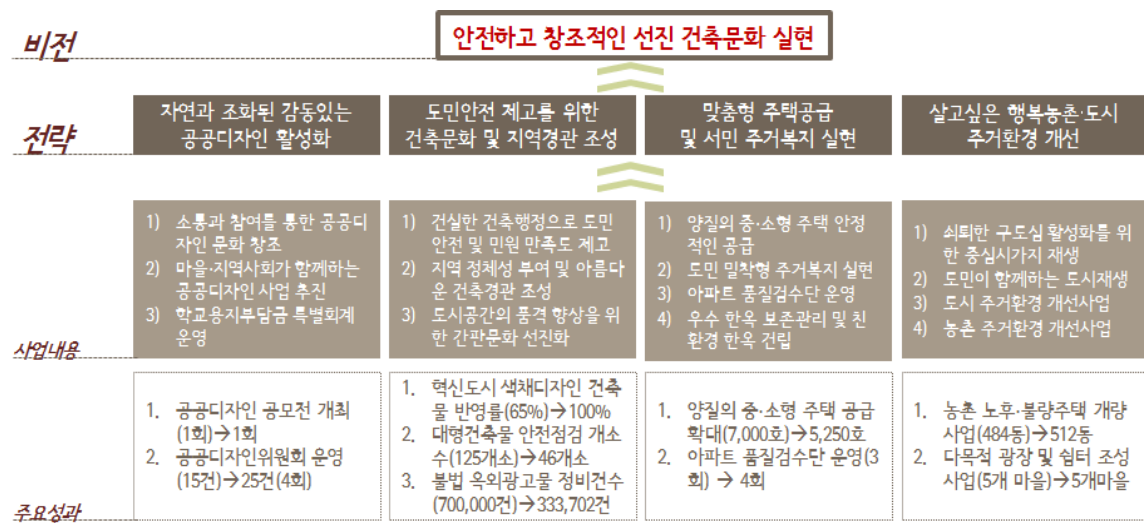 비전
안전하고 창조적인 선진 건축문화 실현
전략
자연과 조화된 감동있는
공공디자인 활성화
도민안전 제고를 위한
건축문화 및 지역경관 조성
맞춤형 주택공급
및 서민 주거복지 실현
살고싶은 행복농촌·도시
주거환경 개선
사업내용
1) 소통과 참여를 통한 공공디
자인 문화 창조
2) 마을·지역사회가 함께하는
공공디자인 사업 추진
3) 학교용지부담금 특별회계
운영
1) 건실한 건축행정으로 도민
안전 및 민원 만족도 제고
2) 지역 정체성 부여 및 아름다
운 건축경관 조성
3) 도시공간의 품격 향상을 위
한 간판문화 선진화
1) 양질의 중·소형 주택 안정
적인 공급
2) 도민 밀착형 주거복지 실현
3) 아파트 품질검수단 운영
4) 우수 한옥 보존관리 및 친
환경 한옥 건립
1) 쇠퇴한 구도심 활성화를 위
한 중심시가지 재생
2) 도민이 함께하는 도시재생
3) 도시 주거환경 개선사업
4) 농촌 주거환경 개선사업
주요성과
1. 공공디자인 공모전 개최
(1회)→1회
2. 공공디자인위원회 운영
(15건)→25건(4회)
1. 혁신도시 색채디자인 건축
물 반영률(65%)→100%
2. 대형건축물 안전점검 개소
수(125개소)→46개소
3. 불법 옥외광고물 정비건수
(700,000건)→333,702건
1. 양질의 중·소형 주택 공급
확대(7,000호)→5,250호
2. 아파트 품질검수단 운영(3
회) → 4회
1. 농촌 노후·불량주택 개량
사업(484동)→512동
2. 다목적 광장 및 쉼터 조성
사업(5개 마을)→5개마을